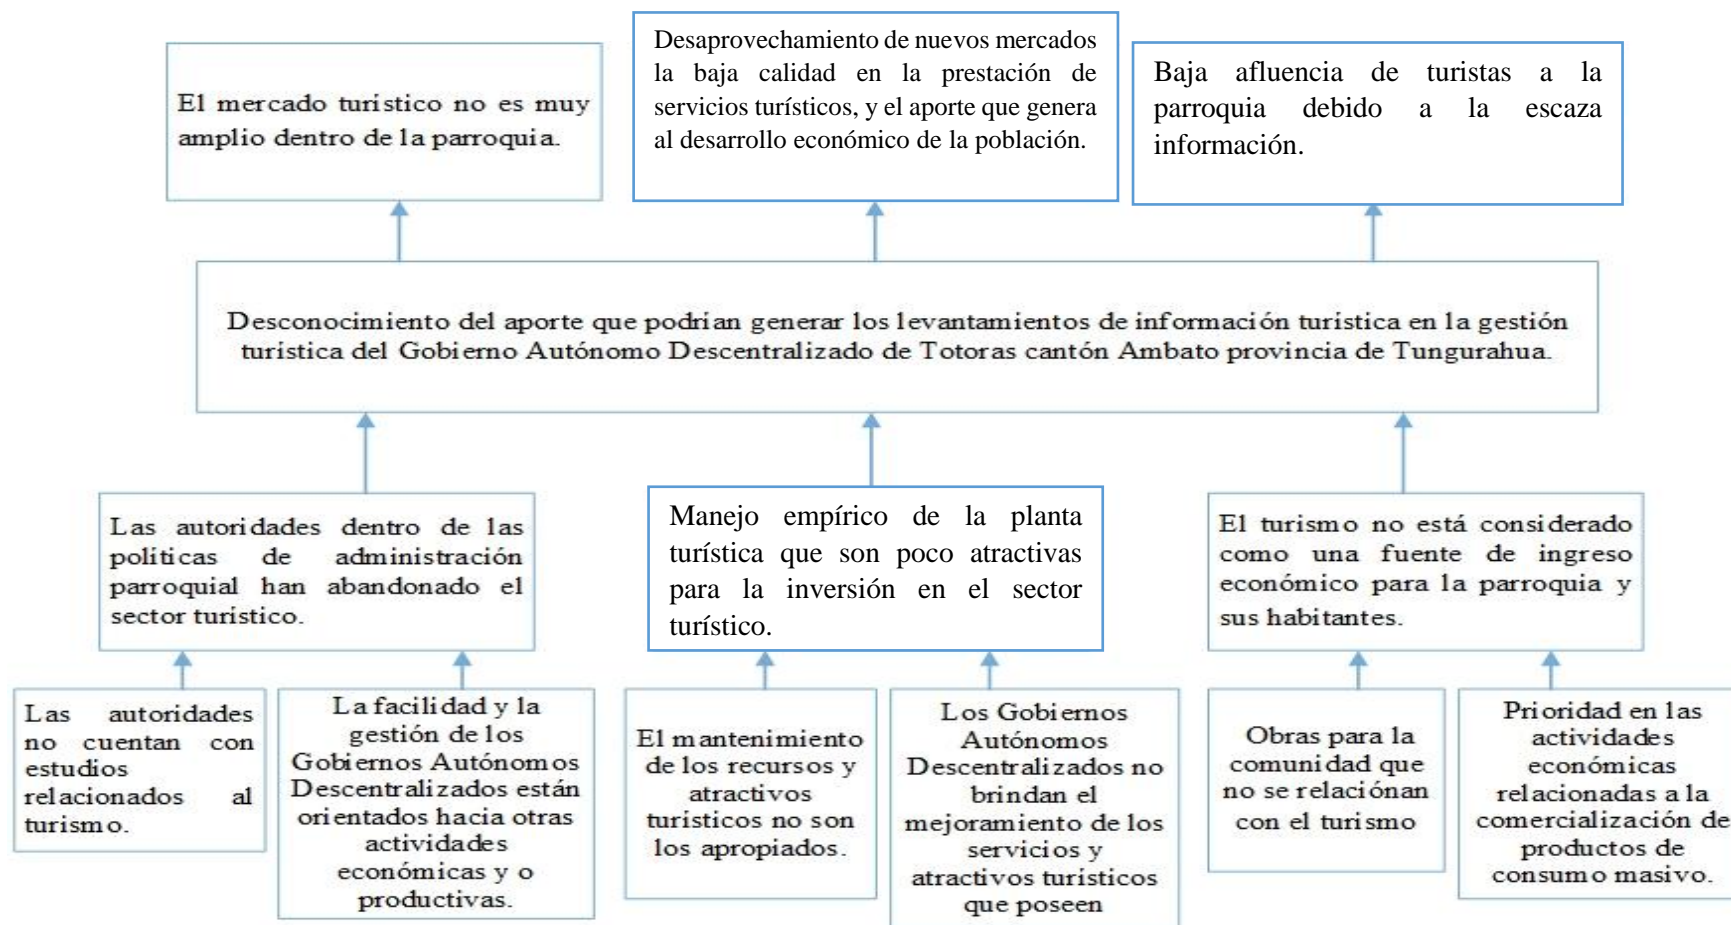 El mercado turístico no es muy
amplio dentro de la parroquia.
Desaprovechamiento de nuevos mercados
la baja calidad en la prestación de
servicios turísticos, y el aporte que genera
al desarrollo económico de la población.
Baja afluencia de turistas a la
parroquia debido a la escaza
información.
Desconocimiento del aporte que podrían generar los levantamientos de información turistica en la gestión
turística del Gobierno Autónomo Descentralizado de Totoras cantón Ambato provincia de Tungurahua.
Las autoridades dentro de las
políticas de administración
parroquial han abandonado el
sector turistico.
Manejo empírico de la planta
turística que son poco atractivas
para la inversión en el sector
turístico.
El turismo no está considerado
como una fuente de ingreso
económico para la parroquia y
sus habitantes.
Las autoridades
no cuentan con
estudios
relacionados al
turismo.
La facilidad y la
gestión de los
Gobiernos Autónomos
Descentralizados están
orientados hacia otras
actividades
económicas y o
productivas.
El mantenimiento
de los recursos y
atractivos
turisticos no son
los apropiados.
Los Gobiernos
Autónomos
Descentralizados no
brindan el
mejoramiento de los
servicios y
atractivos turísticos
que poseen
Obras para la
comunidad que
no se relaciónan
con el turismo
Prioridad en las
actividades
económicas
relacionadas a la
comercialización de
productos de
consumo masivo.